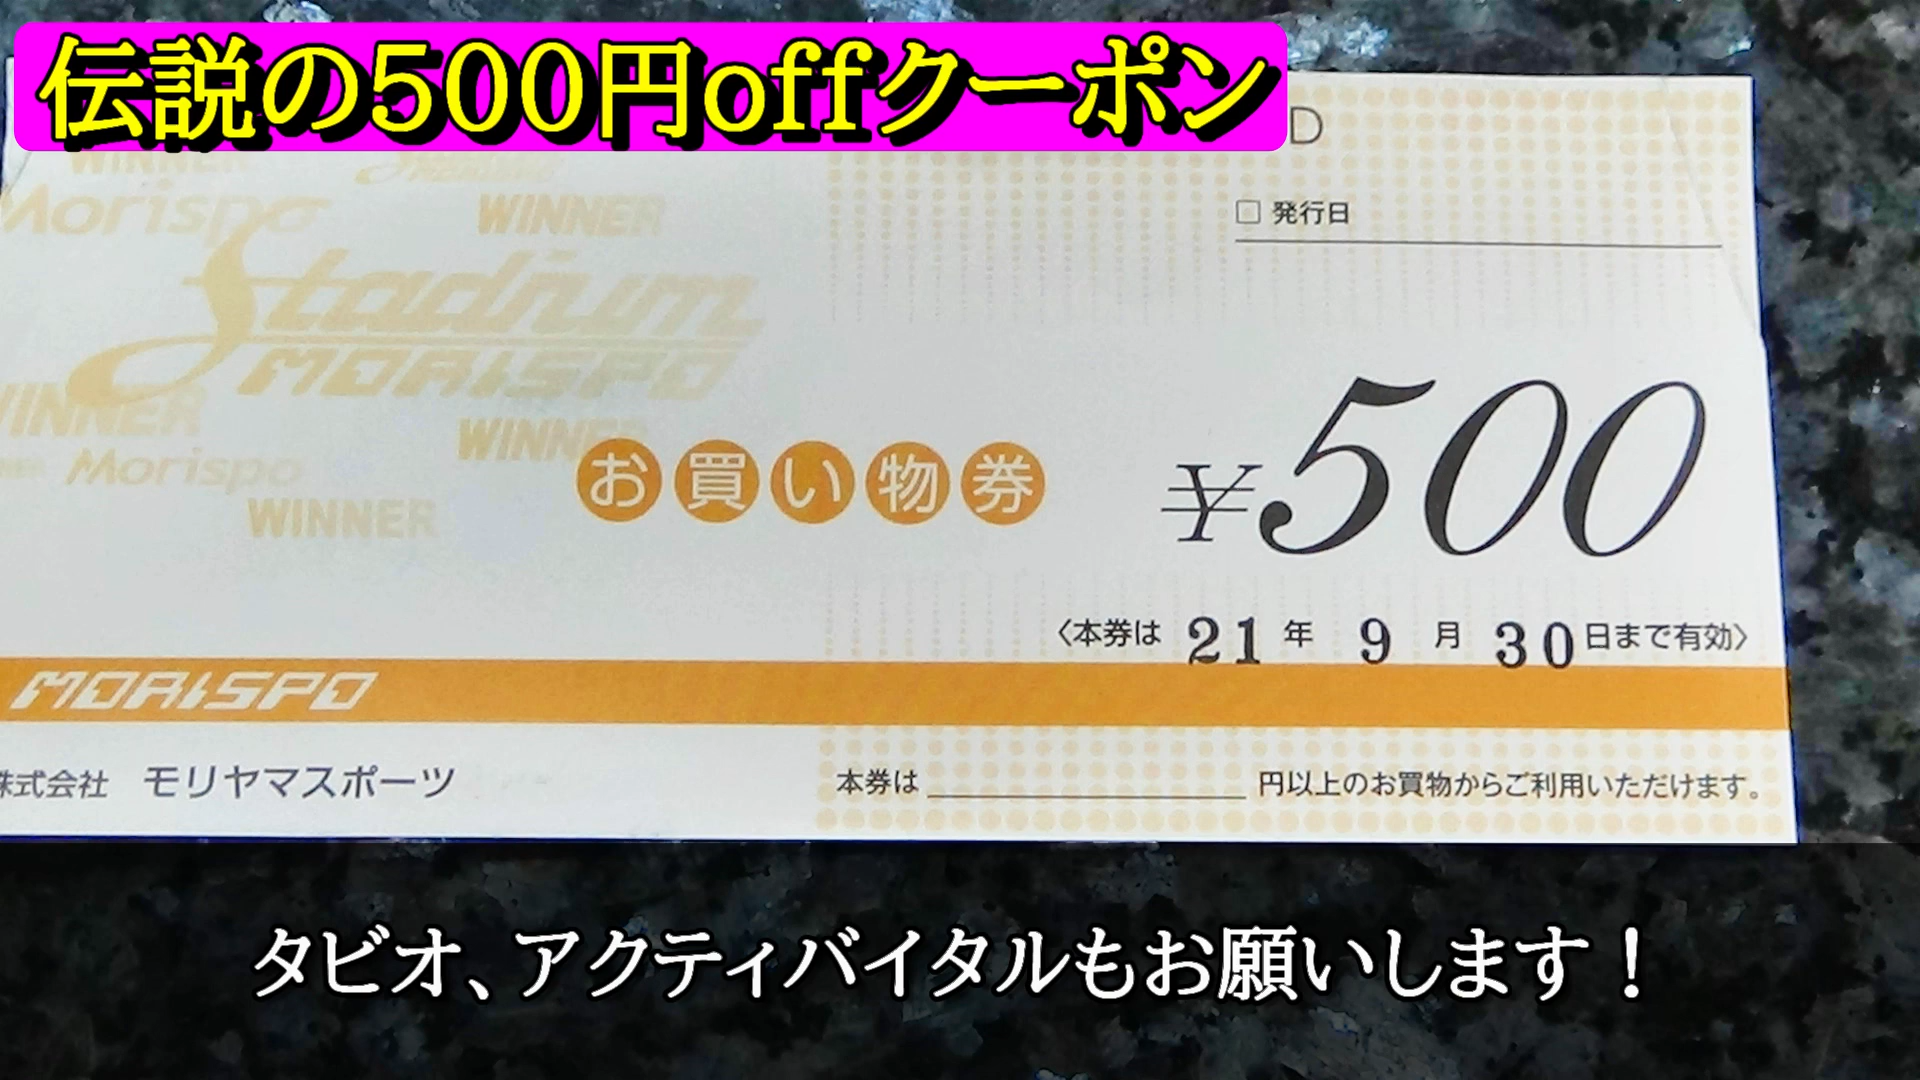 伝説の500円offクーポン
D
WINNER
Morispo
WINNER
□ 発行日
Stadium
MORISPO
WINNER
WINNER
Morispo
WINNER
お買い物券
¥500
〈本券は 21 年 9 月 30 日まで有効〉
MORISPO
株式会社 モリヤマスポーツ
本券は 円以上のお買物からご利用いただけます。
タビオ、アクティバイタルもお願いします！